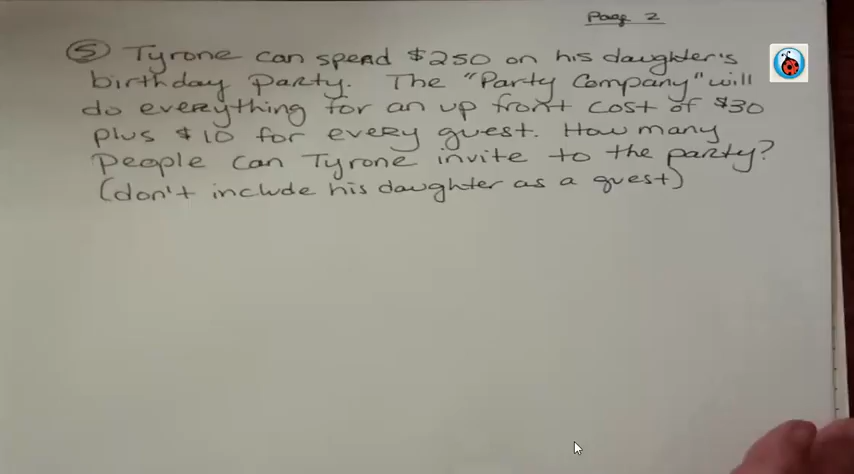 Page 2
5 Tyrone can spend $250 on his daughter's
birthday party. The "Party Company" will
do everything for an up front cost of $30
plus $10 for every guest. How many
People can Tyrone invite to the party?
(don't include his daughter as a guest)